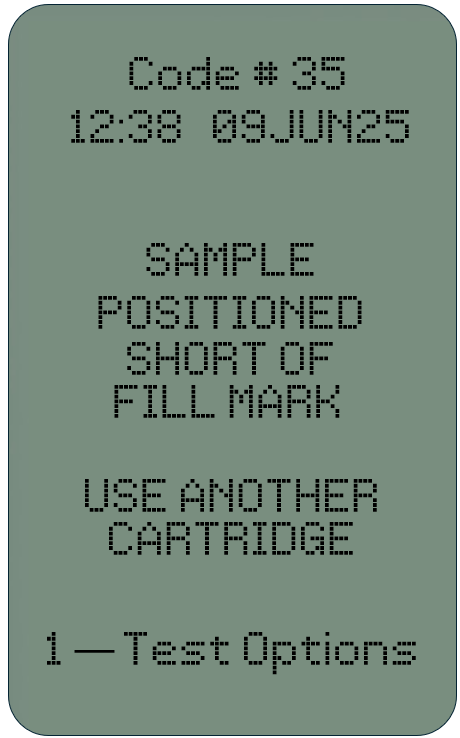 Code # 35
12:38 09JUN25
SAMPLE
POSITIONED
SHORT OF
FILL MARK
USE ANOTHER
CARTRIDGE
1 — Test Options